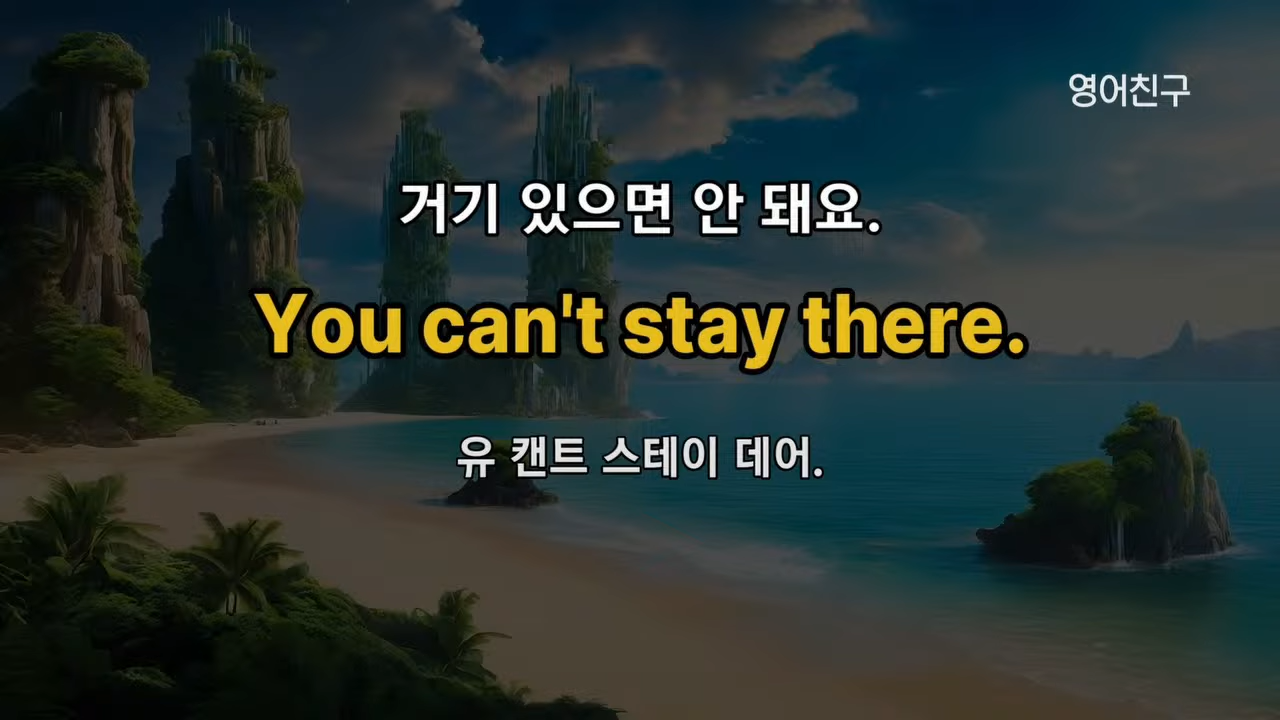 영어친구
거기 있으면 안 돼요.
You can't stay there.
유 캔트 스테이 데어.